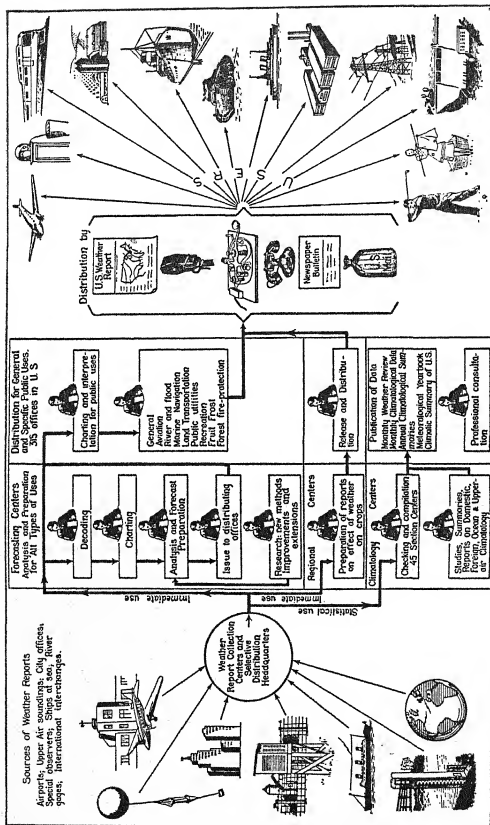 Sources of Weather Reports
Airports; Upper Air soundings; City offices;
Special observers; Ships at sea; River
gages; International Interchanges.
Weather
Report Collection
Centers and
Selective
Distribution
Headquarters
Immediate use
Immediate use
Statistical use
Forecasting Centers
Analysis and Preparation
for All Types of Uses
Decoding
Charting
Analysis and Forecast
Preparation
Issue to distributing
offices
Research: new methods
Improvements and
extensions
Regional Centers
Preparation of reports
on effect of weather
on crops
Climatology Centers
Checking and compilation
45 Section Centers
Studies, Summaries,
Reports on Domestic,
Foreign, Ocean & Upper-
air Climatology
Distribution for General
and Specific Public Uses.
315 offices in U S
Charting and interpre-
tation for public uses
General
Aviation
River and flood
Marine Navigation
Land Transportation
Public utilities
Recreation
Fruit Frost
Forest fire-protection
Release and Distribu-
tion
Publication of Data
Monthly Weather Review
Monthly Climatological Data
Annual Climatological Sum-
maries
Meteorological Yearbook
Climatic Summary of U.S.
Professional consulta-
tion
Distribution by
U.S. Weather
Report
Newspaper
Bulletin
U.S.
Mail
USERS